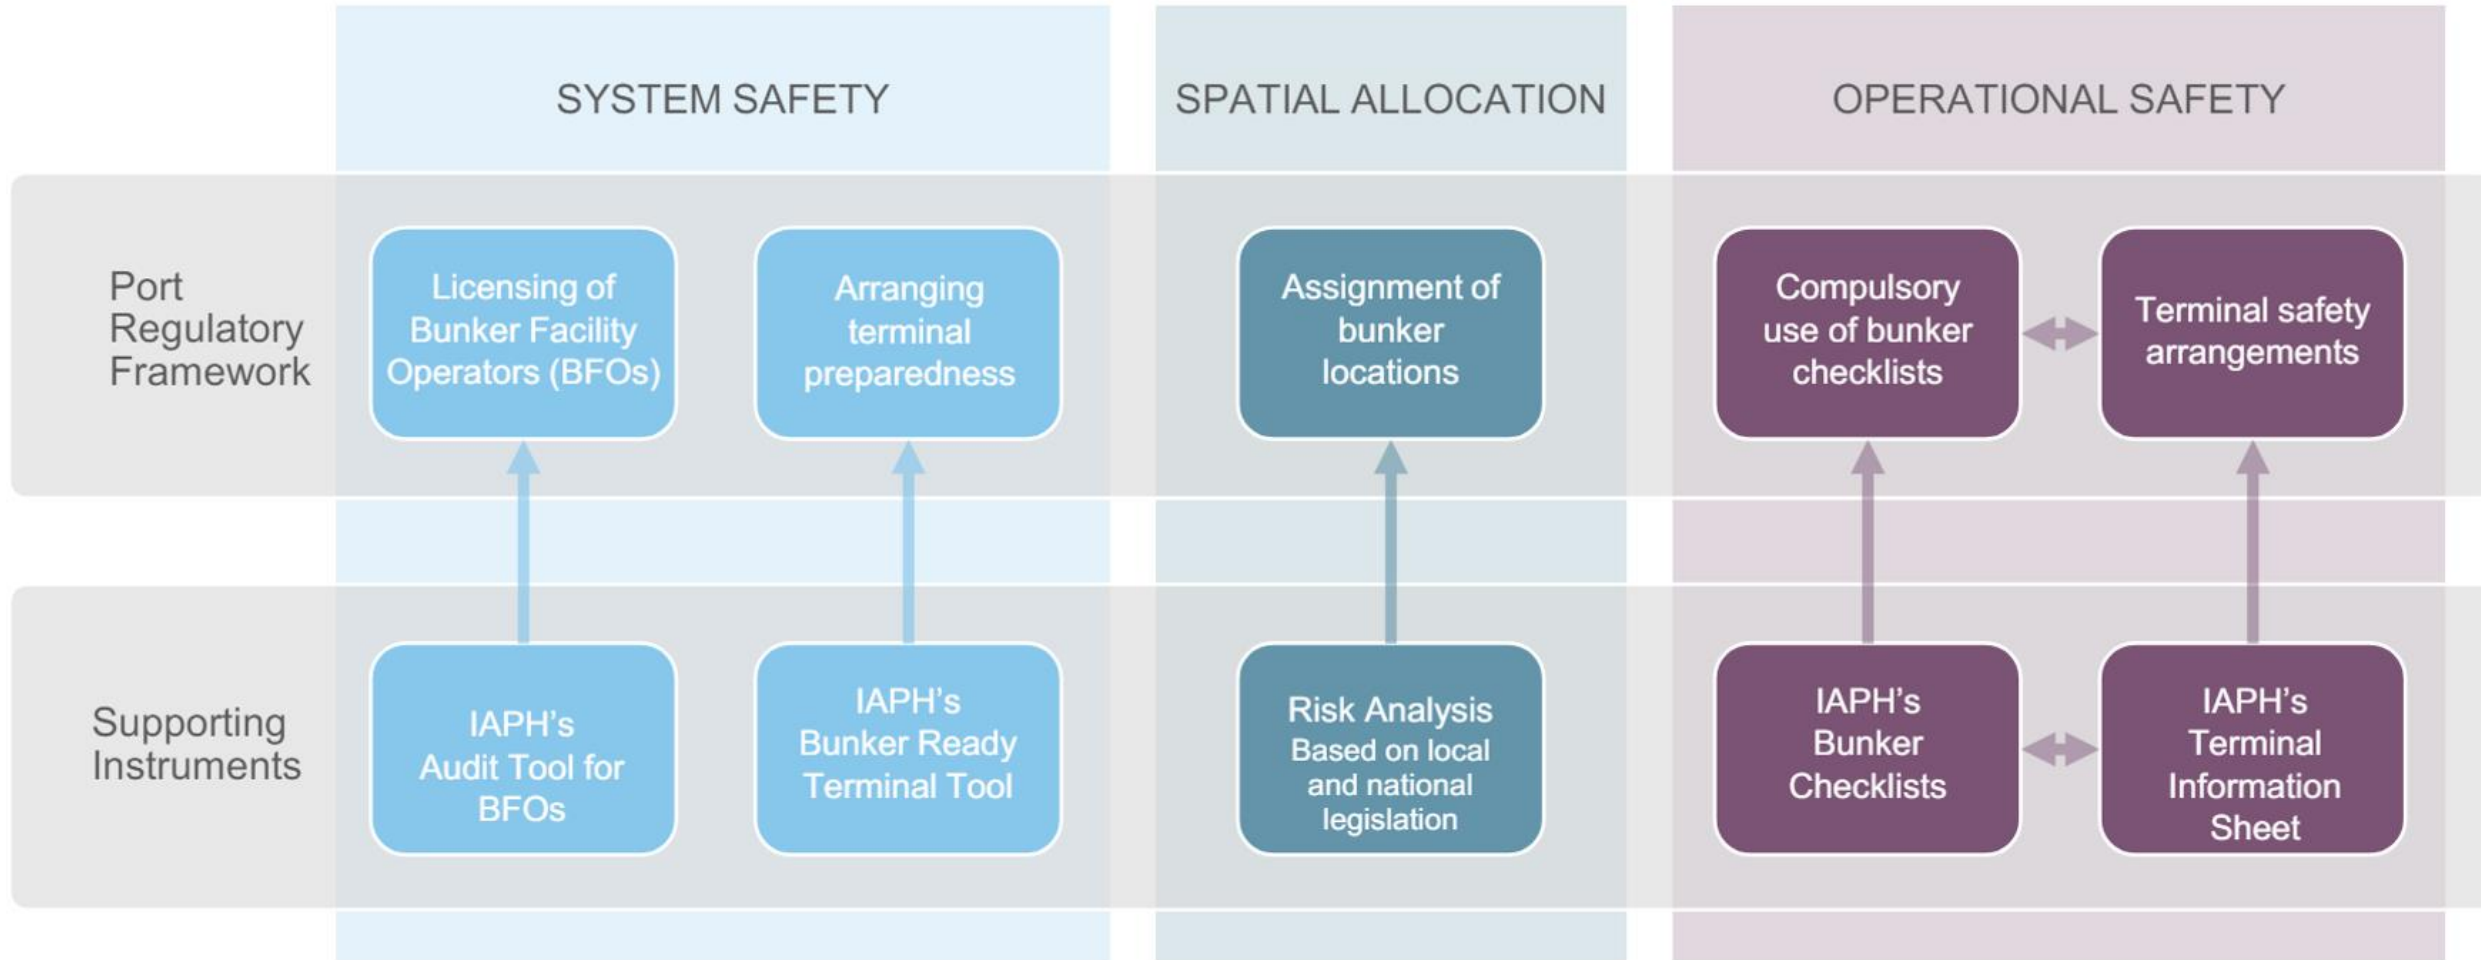 SYSTEM SAFETY
SPATIAL ALLOCATION
OPERATIONAL SAFETY
Port
Regulatory
Framework
Licensing of
Bunker Facility
Operators (BFOs)
Arranging
terminal
preparedness
Assignment of
bunker
locations
Compulsory
use of bunker
checklists
Terminal safety
arrangements
Supporting
Instruments
IAPH’s
Audit Tool for
BFOs
IAPH’s
Bunker Ready
Terminal Tool
Risk Analysis
Based on local
and national
legislation
IAPH’s
Bunker
Checklists
IAPH’s
Terminal
Information
Sheet